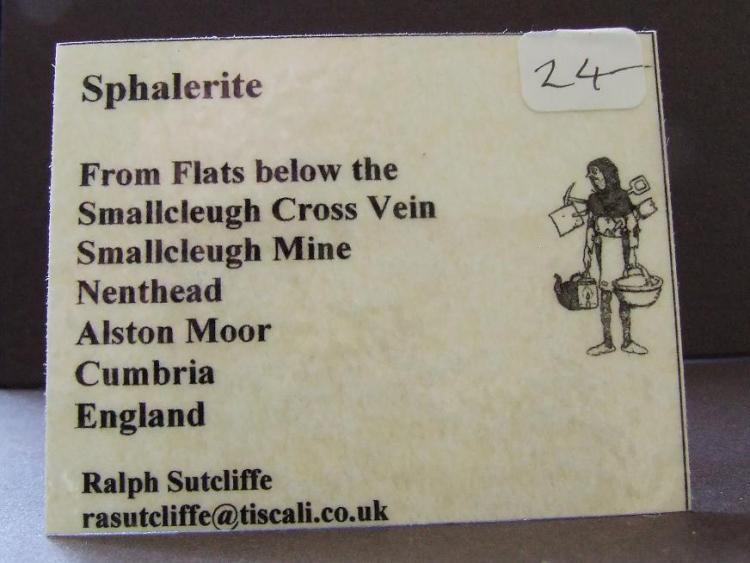 Sphalerite
24
From Flats below the
Smallcleugh Cross Vein
Smallcleugh Mine
Nenthead
Alston Moor
Cumbria
England
Ralph Sutcliffe
rasutcliffe@tiscali.co.uk